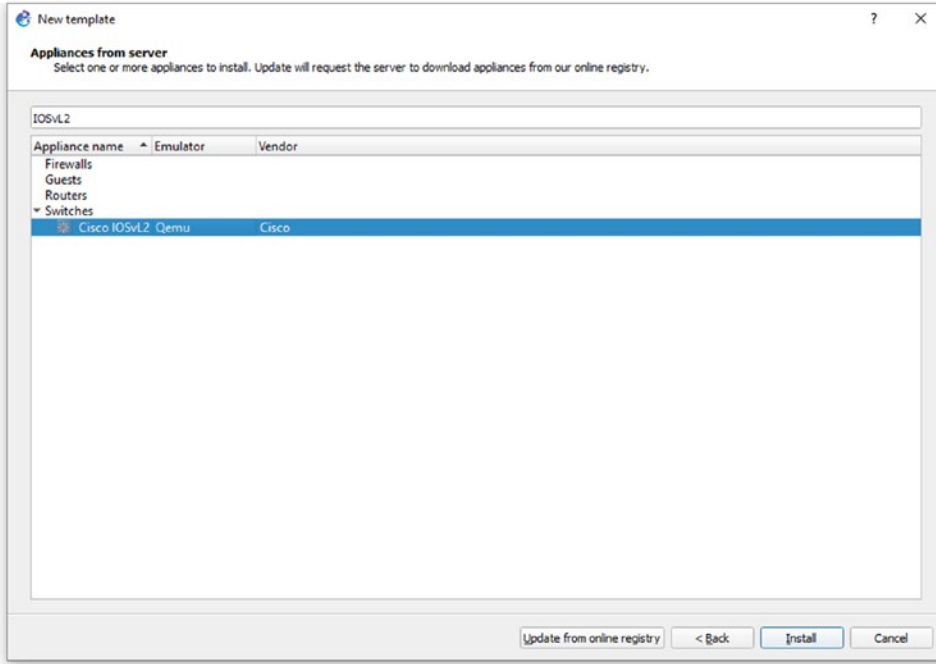 New template
Appliances from server
Select one or more appliances to install. Update will request the server to download appliances from our online registry.
IOSvL2
Appliance name Emulator Vendor
Firewalls
Guests
Routers
Switches
Cisco IOSvL2 Qemu Cisco
Update from online registry < Back Install Cancel